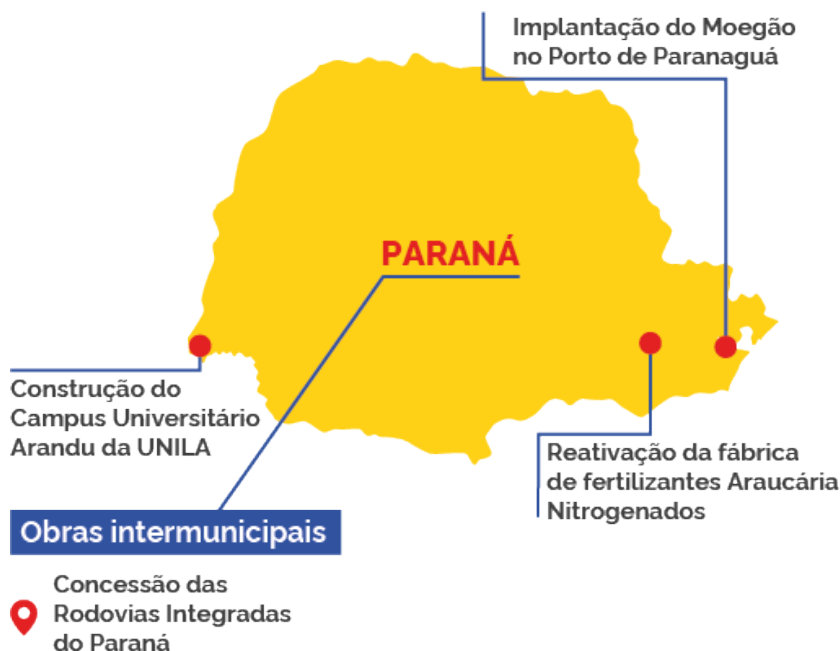 Implantação do Moegão
no Porto de Paranaguá
PARANÁ
Construção do
Campus Universitário
Arandu da UNILA
Reativação da fábrica
de fertilizantes Araucária
Nitrogenados
Obras intermunicipais
Concessão das
Rodovias Integradas
do Paraná